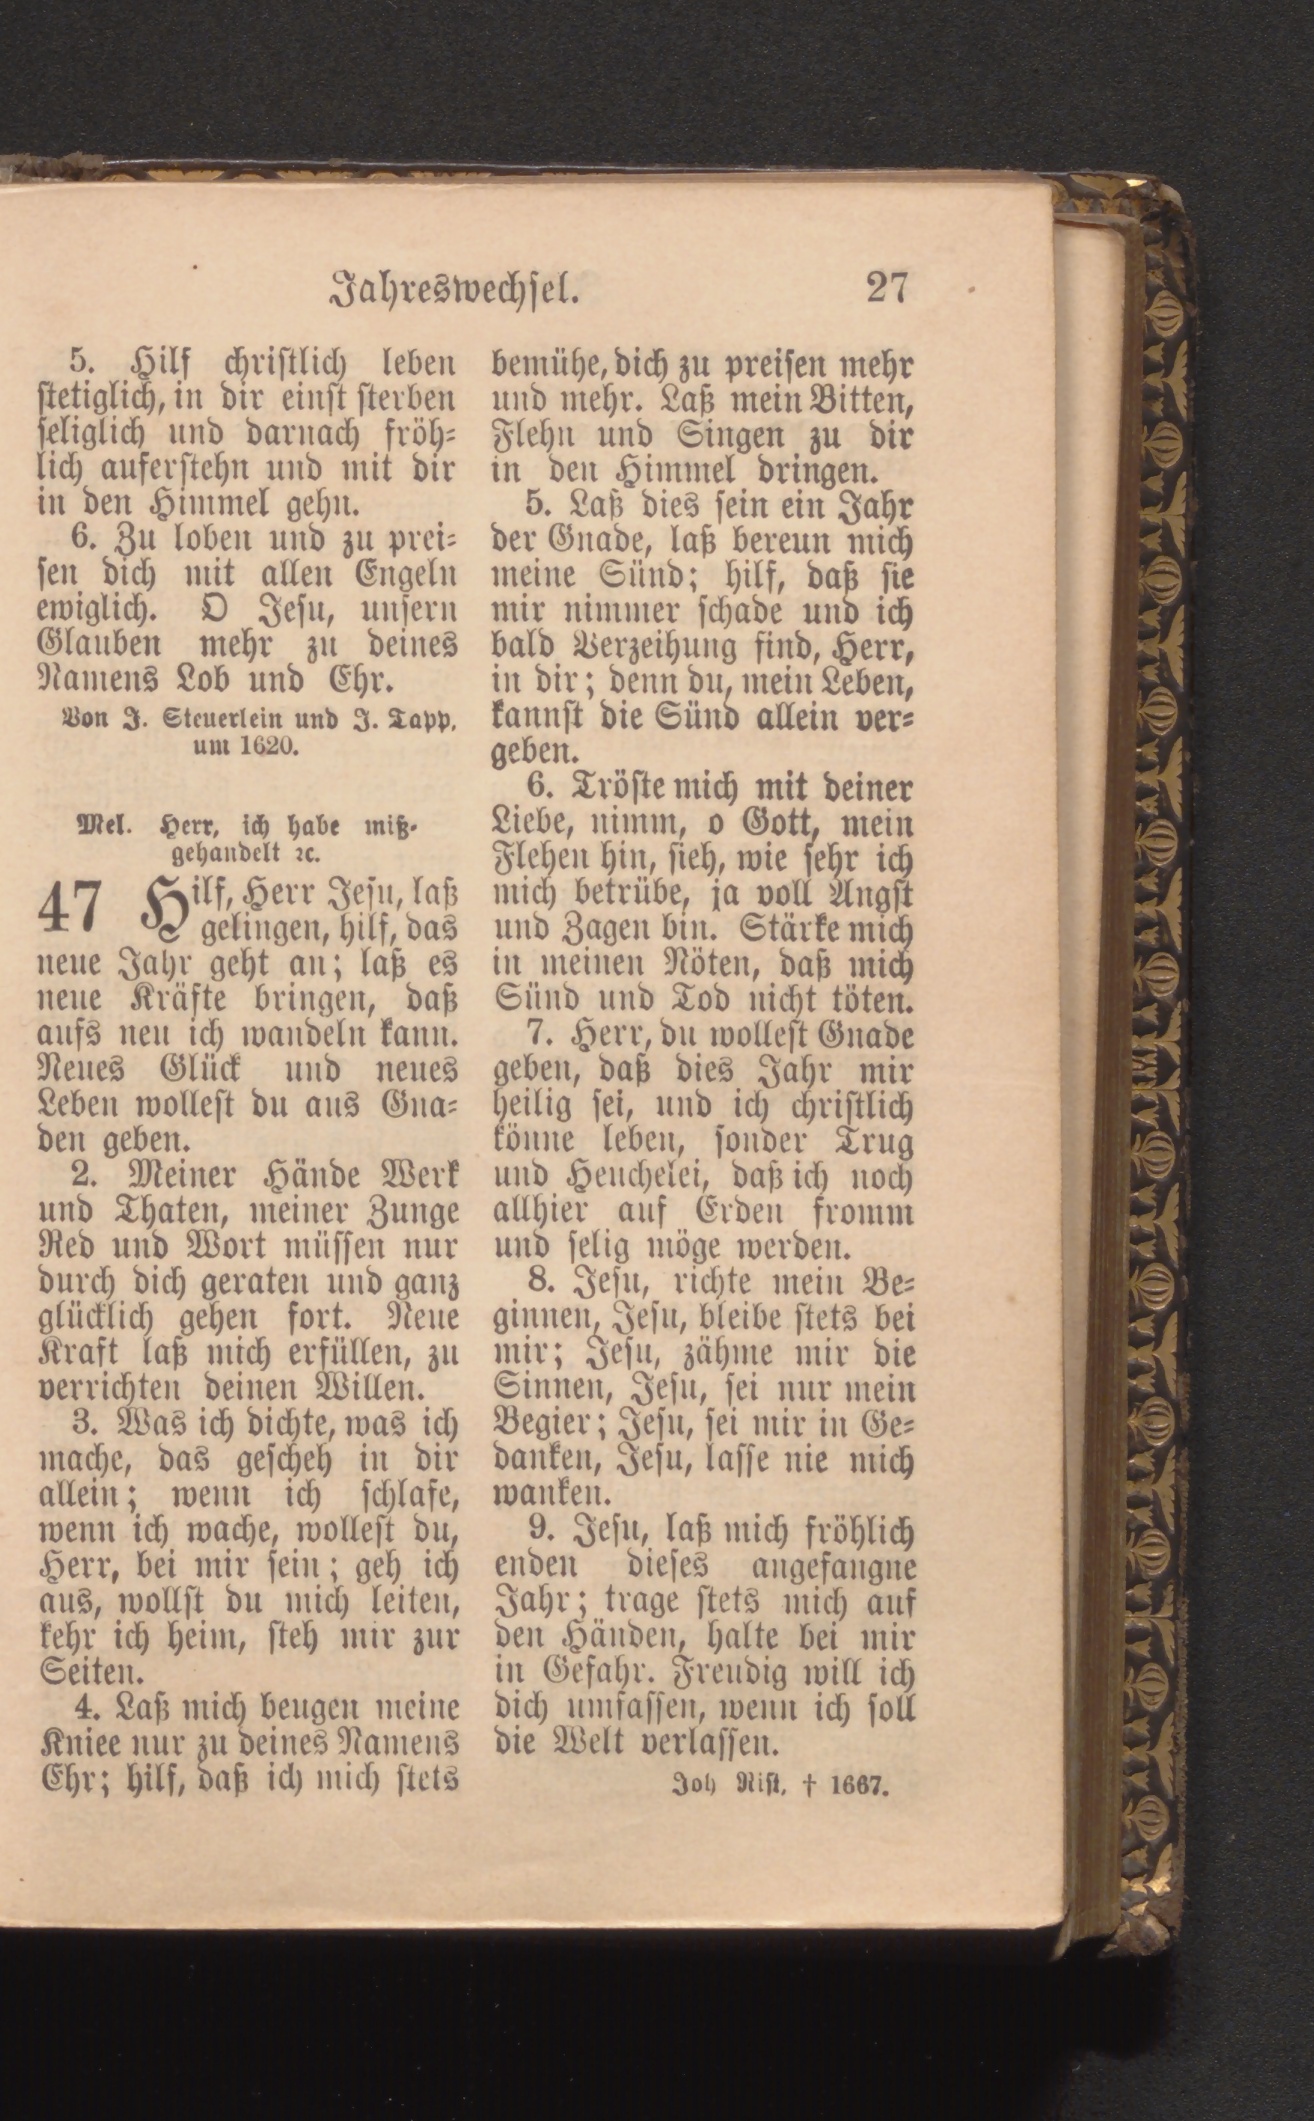 Jahreswechsel. 27
5. Hilf christlich leben
stetiglich, in dir einst sterben
seliglich und darnach fröh-
lich auferstehn und mit dir
in den Himmel gehn.
6. Zu loben und zu prei-
sen dich mit allen Engeln
ewiglich. O Jesu, unsern
Glauben mehr zu deines
Namens Lob und Ehr.
Von J. Steuerlein und J. Tapp,
um 1620.
Mel. Herr, ich habe miß-
gehandelt ꝛc.
47 Hilf, Herr Jesu, laß
gelingen, hilf, das
neue Jahr geht an; laß es
neue Kräfte bringen, daß
aufs neu ich wandeln kann.
Neues Glück und neues
Leben wollest du aus Gna-
den geben.
2. Meiner Hände Werk
und Thaten, meiner Zunge
Red und Wort müssen nur
durch dich geraten und ganz
glücklich gehen fort. Neue
Kraft laß mich erfüllen, zu
verrichten deinen Willen.
3. Was ich dichte, was ich
mache, das gescheh in dir
allein; wenn ich schlafe,
wenn ich wache, wollest du,
Herr, bei mir sein; geh ich
aus, wollst du mich leiten,
kehr ich heim, steh mir zur
Seiten.
4. Laß mich beugen meine
Kniee nur zu deines Namens
Ehr; hilf, daß ich mich stets
bemühe, dich zu preisen mehr
und mehr. Laß mein Bitten,
Flehn und Singen zu dir
in den Himmel dringen.
5. Laß dies sein ein Jahr
der Gnade, laß bereun mich
meine Sünd; hilf, daß sie
mir nimmer schade und ich
bald Verzeihung find, Herr,
in dir; denn du, mein Leben,
kannst die Sünd allein ver-
geben.
6. Tröste mich mit deiner
Liebe, nimm, o Gott, mein
Flehen hin, sieh, wie sehr ich
mich betrübe, ja voll Angst
und Zagen bin. Stärke mich
in meinen Nöten, daß mich
Sünd und Tod nicht töten.
7. Herr, du wollest Gnade
geben, daß dies Jahr mir
heilig sei, und ich christlich
könne leben, sonder Trug
und Heuchelei, daß ich noch
allhier auf Erden fromm
und selig möge werden.
8. Jesu, richte mein Be-
ginnen, Jesu, bleibe stets bei
mir; Jesu, zähme mir die
Sinnen, Jesu, sei nur mein
Begier; Jesu, sei mir in Ge-
danken, Jesu, lasse nie mich
wanken.
9. Jesu, laß mich fröhlich
enden dieses angefangne
Jahr; trage stets mich auf
den Händen, halte bei mir
in Gefahr. Freudig will ich
dich umfassen, wenn ich soll
die Welt verlassen.
Joh Rist, † 1667.